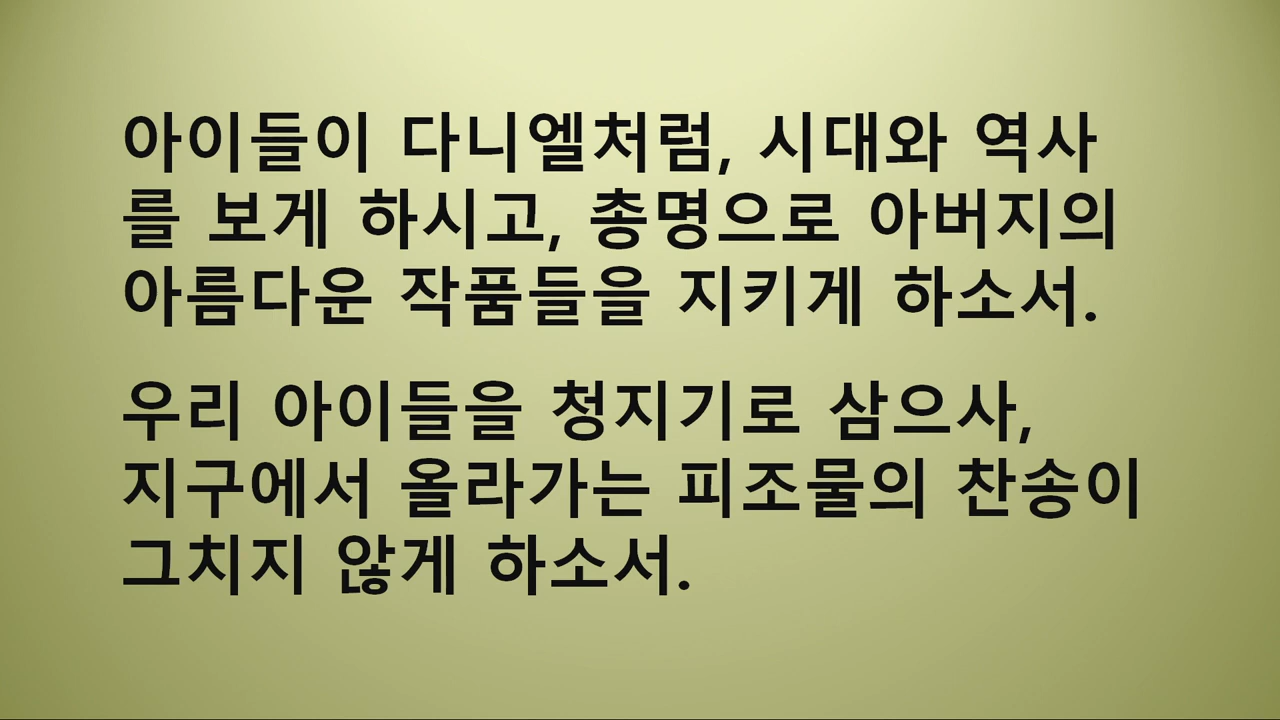 아이들이 다니엘처럼, 시대와 역사
를 보게 하시고, 총명으로 아버지의
아름다운 작품들을 지키게 하소서.
우리 아이들을 청지기로 삼으사,
지구에서 올라가는 피조물의 찬송이
그치지 않게 하소서.